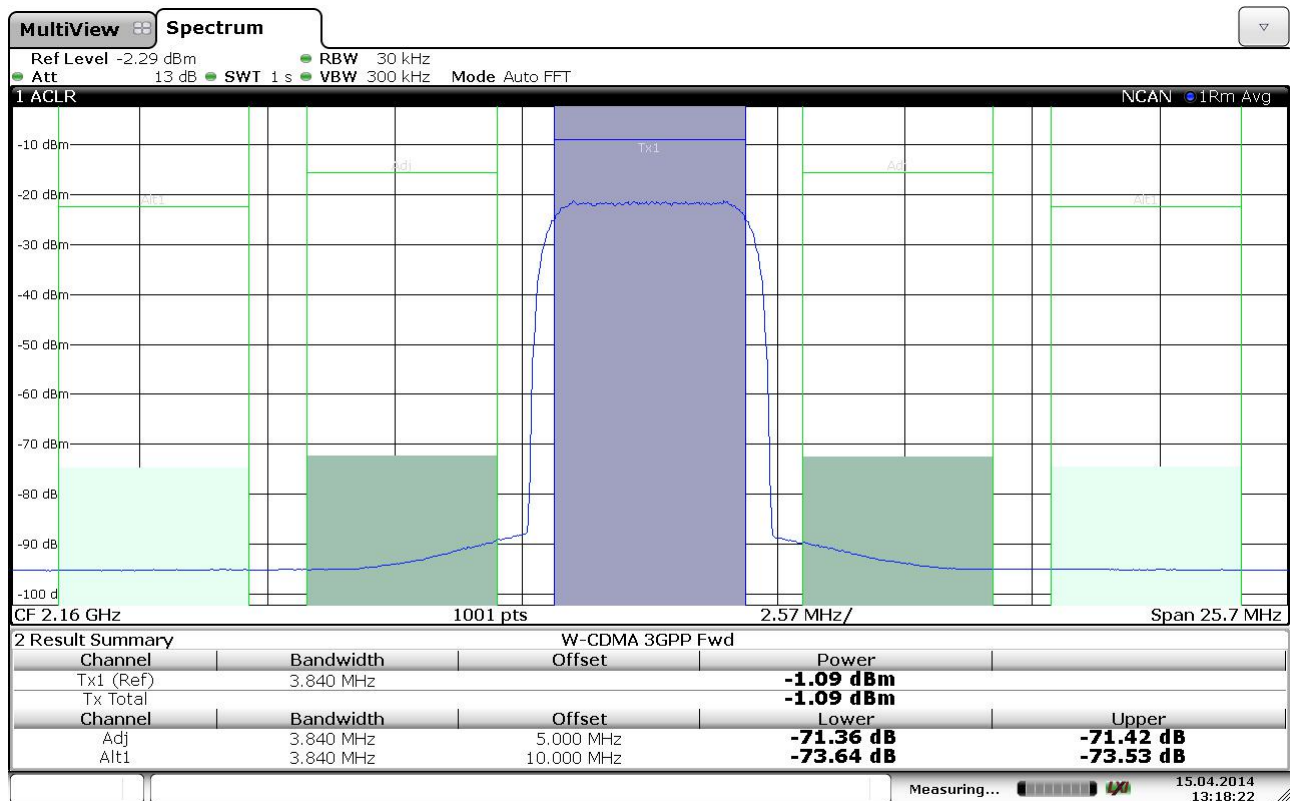 MultiView Spectrum
Ref Level -2.29 dBm RBW 30 kHz
Att 13 dB SWT 1 s VBW 300 kHz Mode Auto FFT
1 ACLR NCAN 1Rm Avg
-10 dBm
Tx1
Adj Adj
-20 dBm
Alt1 Alt1
-30 dBm
-40 dBm
-50 dBm
-60 dBm
-70 dBm
-80 dB
-90 dB
-100 d
CF 2.16 GHz 1001 pts 2.57 MHz/ Span 25.7 MHz
2 Result Summary W-CDMA 3GPP Fwd
Channel Bandwidth Offset Power
Tx1 (Ref) 3.840 MHz -1.09 dBm
Tx Total -1.09 dBm
Channel Bandwidth Offset Lower Upper
Adj 3.840 MHz 5.000 MHz -71.36 dB -71.42 dB
Alt1 3.840 MHz 10.000 MHz -73.64 dB -73.53 dB
Measuring... LXI 15.04.2014
13:18:22